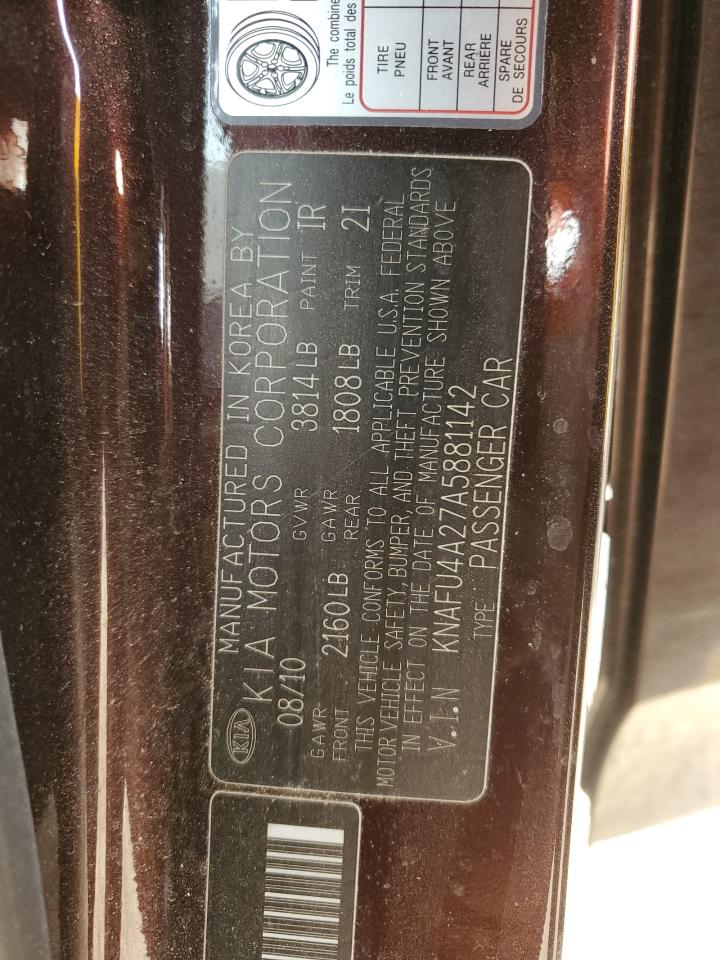 KIA
MANUFACTURED IN KOREA BY
KIA MOTORS CORPORATION
08/10 GVWR 3814LB PAINT IR
GAWR FRONT 2160LB GAWR REAR 1808LB TRIM 2I
THIS VEHICLE CONFORMS TO ALL APPLICABLE U.S.A. FEDERAL
MOTOR VEHICLE SAFETY, BUMPER, AND THEFT PREVENTION STANDARDS
IN EFFECT ON THE DATE OF MANUFACTURE SHOWN ABOVE
V.I.N KNAFU4A27A5881142
TYPE PASSENGER CAR
The combine
Le poids total des
TIRE
PNEU
FRONT
AVANT
REAR
ARRIÈRE
SPARE
DE SECOURS